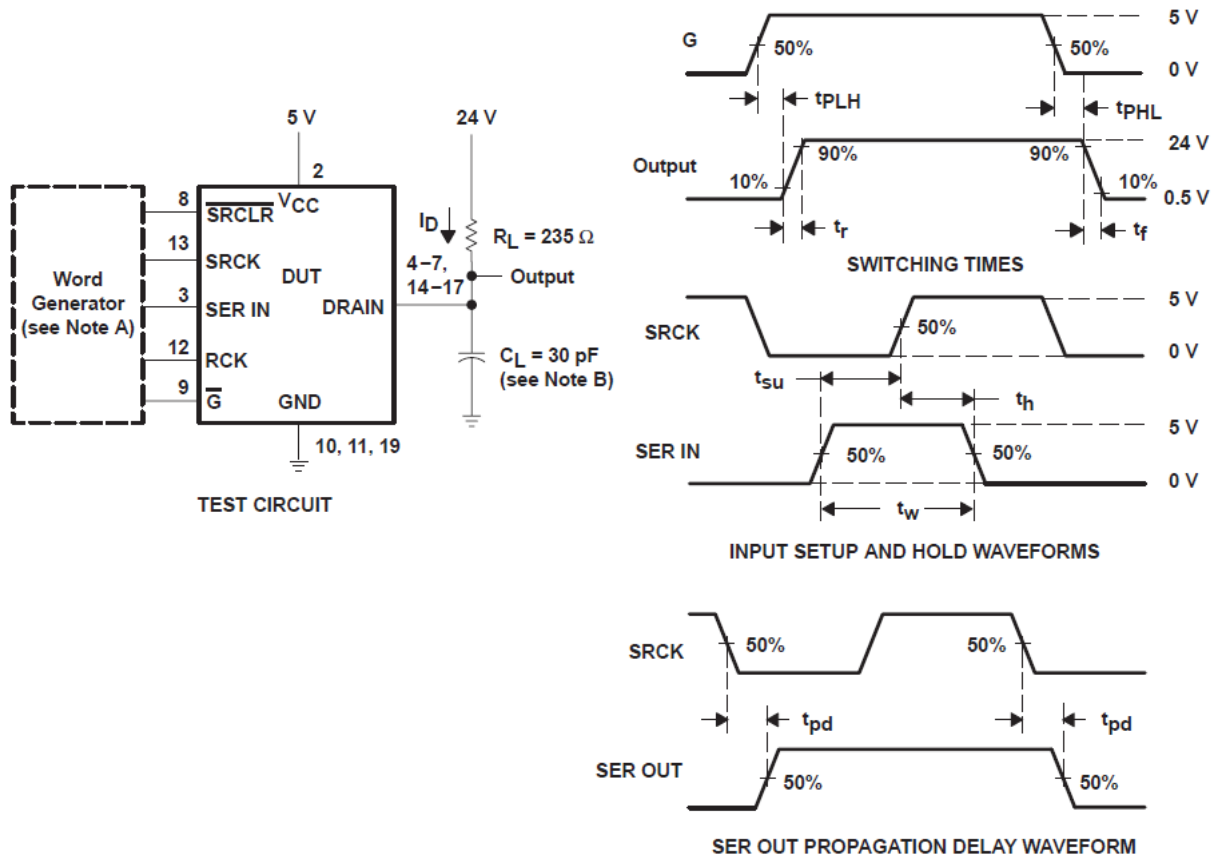 5 V
24 V
2
8
SRCLR
VCC
13
SRCK
DUT
3
SER IN
DRAIN
12
RCK
9
G
GND
10, 11, 19
Word
Generator
(see Note A)
ID
RL = 235 Ω
4−7,
14−17
Output
CL = 30 pF
(see Note B)
TEST CIRCUIT
G
50%
50%
5 V
0 V
tPLH
tPHL
Output
10%
90%
90%
10%
24 V
0.5 V
tr
tf
SWITCHING TIMES
SRCK
50%
5 V
0 V
tsu
th
SER IN
50%
50%
5 V
0 V
tw
INPUT SETUP AND HOLD WAVEFORMS
SRCK
50%
50%
tpd
tpd
SER OUT
50%
50%
SER OUT PROPAGATION DELAY WAVEFORM